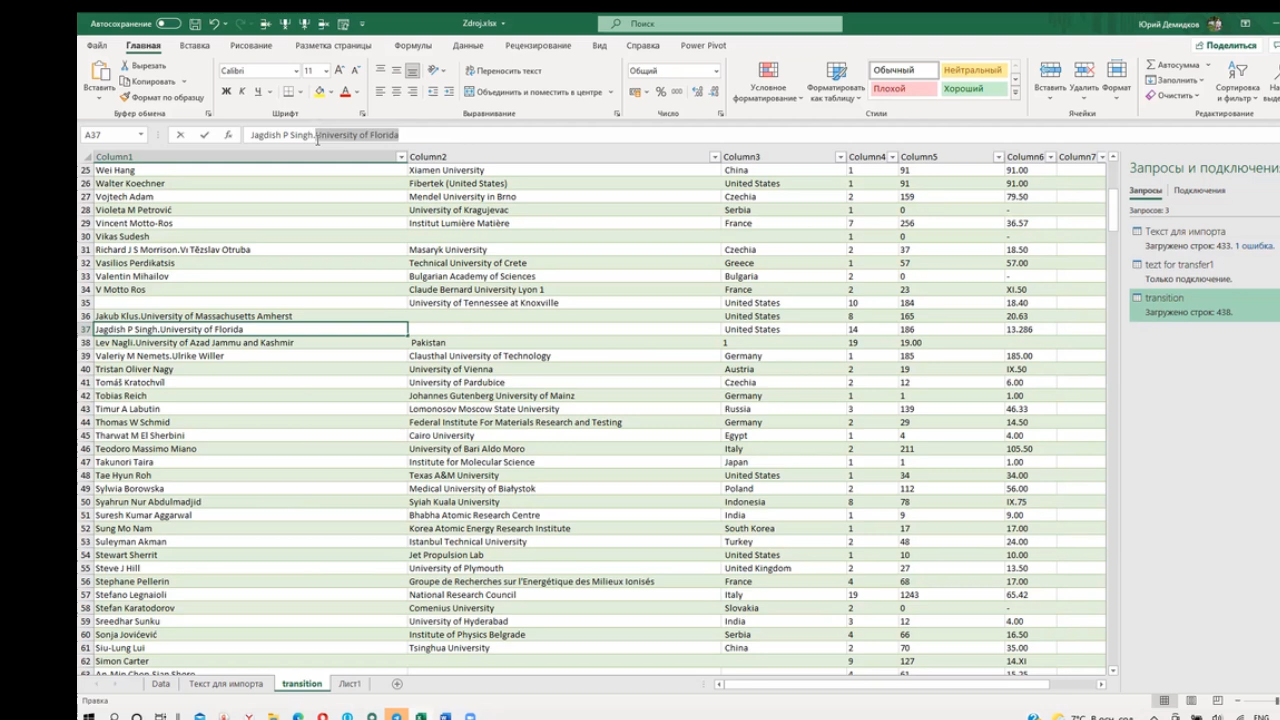 Автосохранение Zdroj.xlsx Поиск Юрий Демидков
Файл Главная Вставка Рисование Разметка страницы Формулы Данные Рецензирование Вид Справка Power Pivot Поделиться
Вставить Вырезать Копировать Формат по образцу Буфер обмена
Calibri 11 Ж К Ч Шрифт
Переносить текст Объединить и поместить в центре Выравнивание
Общий % 000 Число
Условное форматирование Форматировать как таблицу Обычный Нейтральный Плохой Хороший Стили
Вставить Удалить Формат Ячейки
Автосумма Заполнить Очистить Сортировка и фильтр Редактирование
A37 fx Jagdish P Singh.University of Florida
Column1 Column2 Column3 Column4 Column5 Column6 Column7
25 Wei Hang Xiamen University China 1 91 91.00
26 Walter Koechner Fibertek (United States) United States 1 91 91.00
27 Vojtech Adam Mendel University in Brno Czechia 2 159 79.50
28 Violeta M Petrović University of Kragujevac Serbia 1 0 -
29 Vincent Motto-Ros Institut Lumière Matière France 7 256 36.57
30 Vikas Sudesh 1 0 -
31 Richard J S Morrison.Vı Tězslav Otruba Masaryk University Czechia 2 37 18.50
32 Vasilios Perdikatsis Technical University of Crete Greece 1 57 57.00
33 Valentin Mihailov Bulgarian Academy of Sciences Bulgaria 2 0 -
34 V Motto Ros Claude Bernard University Lyon 1 France 2 23 XI.50
35 University of Tennessee at Knoxville United States 10 184 18.40
36 Jakub Klus.University of Massachusetts Amherst United States 8 165 20.63
37 Jagdish P Singh.University of Florida United States 14 186 13.286
38 Lev Nagli.University of Azad Jammu and Kashmir Pakistan 1 19 19.00
39 Valeriy M Nemets.Ulrike Willer Clausthal University of Technology Germany 1 185 185.00
40 Tristan Oliver Nagy University of Vienna Austria 2 19 IX.50
41 Tomáš Kratochvíl University of Pardubice Czechia 2 12 6.00
42 Tobias Reich Johannes Gutenberg University of Mainz Germany 1 1 1.00
43 Timur A Labutin Lomonosov Moscow State University Russia 3 139 46.33
44 Thomas W Schmid Federal Institute For Materials Research and Testing Germany 2 29 14.50
45 Tharwat M El Sherbini Cairo University Egypt 1 4 4.00
46 Teodoro Massimo Miano University of Bari Aldo Moro Italy 2 211 105.50
47 Takunori Taira Institute for Molecular Science Japan 1 1 1.00
48 Tae Hyun Roh Texas A&M University United States 1 34 34.00
49 Sylwia Borowska Medical University of Białystok Poland 2 112 56.00
50 Syahrun Nur Abdulmadjid Syiah Kuala University Indonesia 8 78 IX.75
51 Suresh Kumar Aggarwal Bhabha Atomic Research Centre India 1 9 9.00
52 Sung Mo Nam Korea Atomic Energy Research Institute South Korea 1 17 17.00
53 Suleyman Akman Istanbul Technical University Turkey 2 48 24.00
54 Stewart Sherrit Jet Propulsion Lab United States 1 10 10.00
55 Steve J Hill University of Plymouth United Kingdom 2 27 13.50
56 Stephane Pellerin Groupe de Recherches sur l'Energétique des Milieux Ionisés France 4 68 17.00
57 Stefano Legnaioli National Research Council Italy 19 1243 65.42
58 Stefan Karatodorov Comenius University Slovakia 2 0 -
59 Sreedhar Sunku University of Hyderabad India 3 12 4.00
60 Sonja Jovićević Institute of Physics Belgrade Serbia 4 66 16.50
61 Siu-Lung Lui Tsinghua University China 2 70 35.00
62 Simon Carter 9 127 14.XI
Запросы и подключени
Запросы Подключения
Запросов: 3
Текст для импорта
Загружено строк: 433. 1 ошибка.
tezt for transfer1
Только подключение.
transition
Загружено строк: 438.
Data Текст для импорта transition Лист1
Правка
7°C ENG